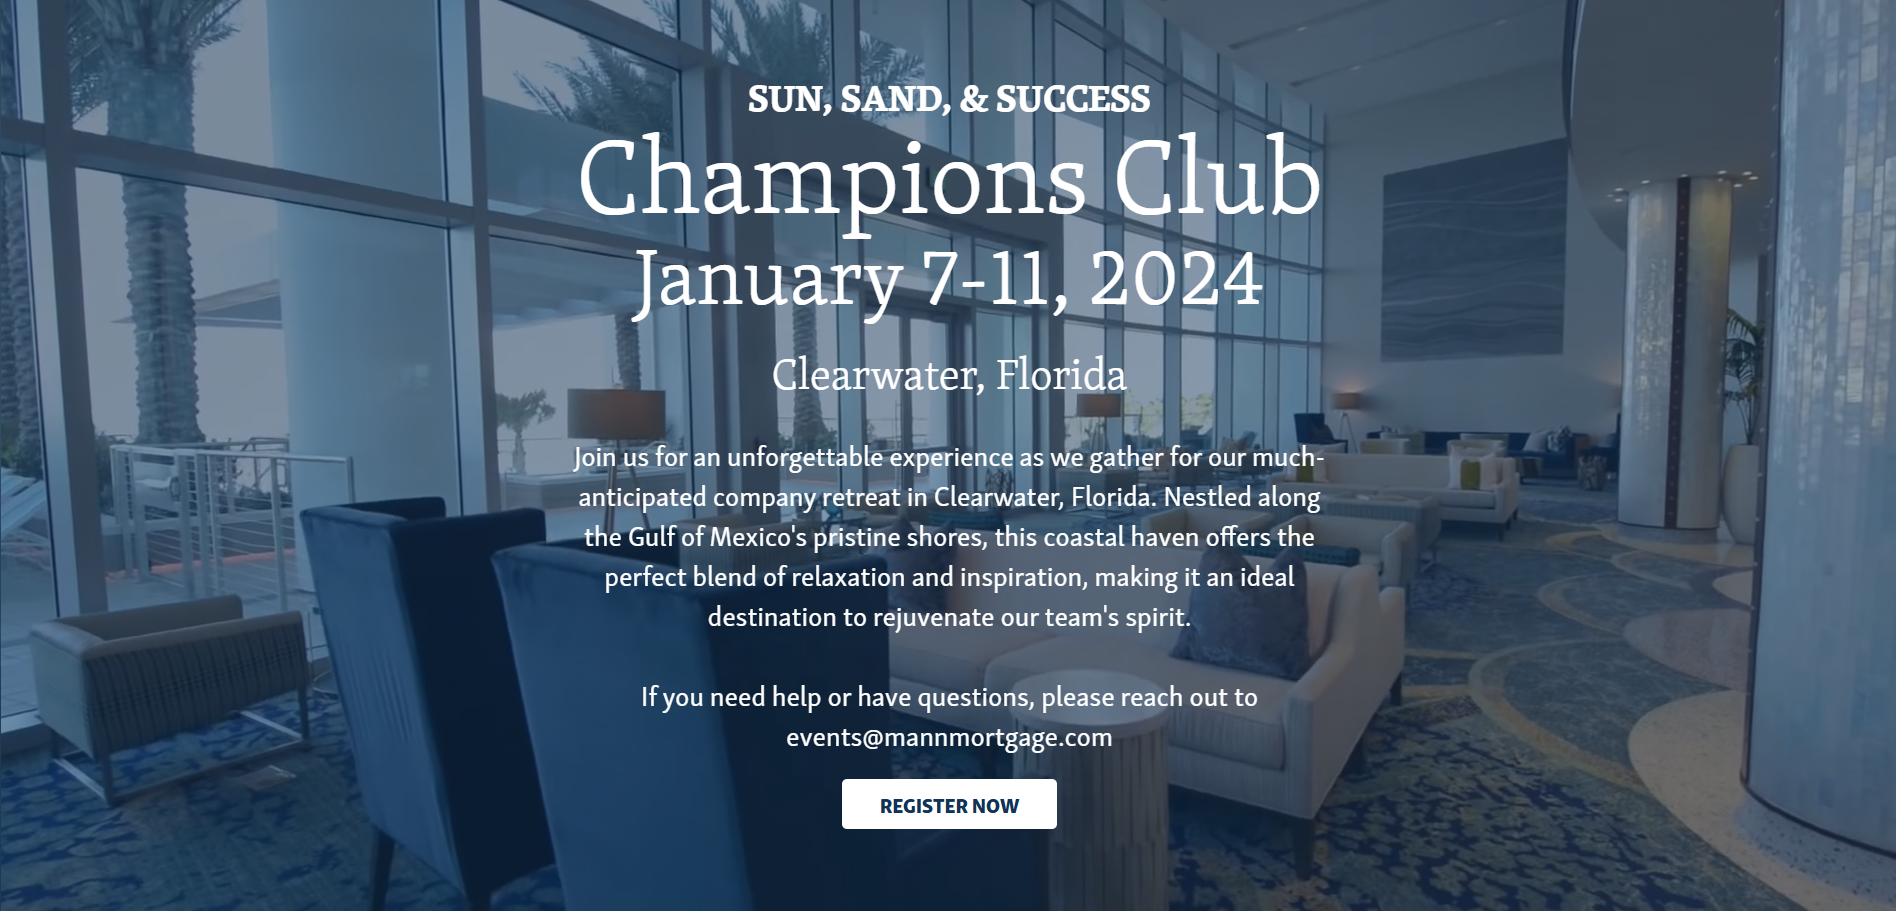 SUN, SAND, & SUCCESS
Champions Club
January 7-11, 2024
Clearwater, Florida
Join us for an unforgettable experience as we gather for our much-
anticipated company retreat in Clearwater, Florida. Nestled along
the Gulf of Mexico's pristine shores, this coastal haven offers the
perfect blend of relaxation and inspiration, making it an ideal
destination to rejuvenate our team's spirit.
If you need help or have questions, please reach out to
events@mannmortgage.com
REGISTER NOW